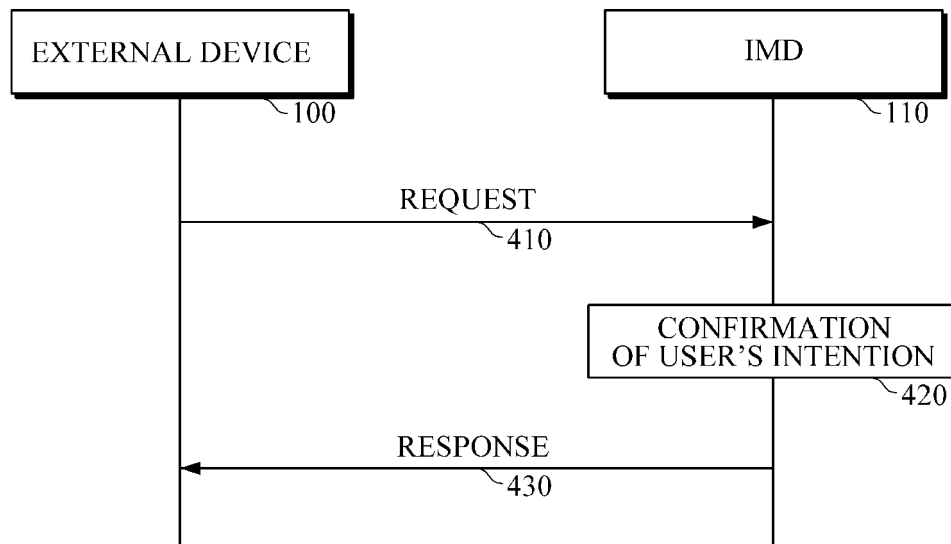 EXTERNAL DEVICE
100
IMD
110
REQUEST
410
CONFIRMATION
OF USER’S INTENTION
420
RESPONSE
430